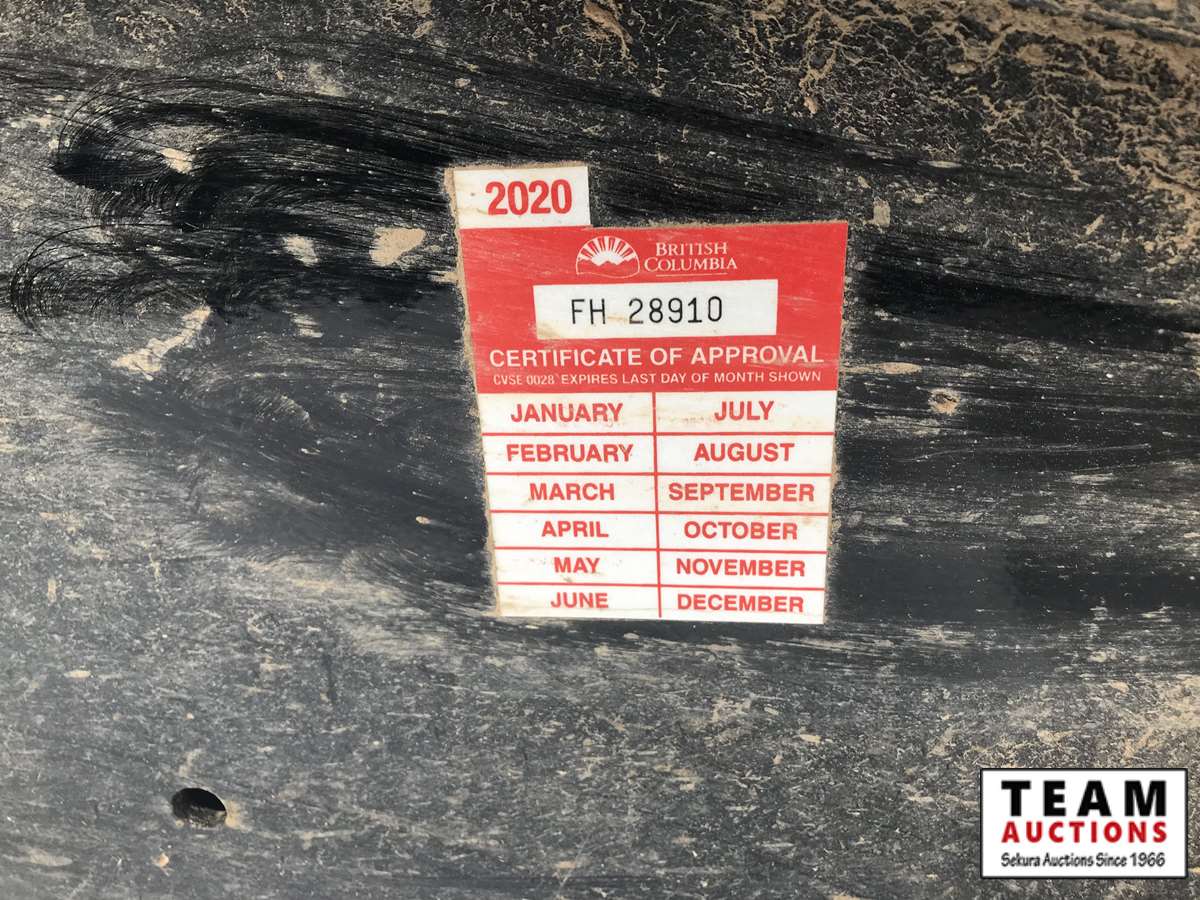 2020
BRITISH
COLUMBIA
FH 28910
CERTIFICATE OF APPROVAL
CVSE 0028 EXPIRES LAST DAY OF MONTH SHOWN
JANUARY JULY
FEBRUARY AUGUST
MARCH SEPTEMBER
APRIL OCTOBER
MAY NOVEMBER
JUNE DECEMBER
TEAM
AUCTIONS
Sekura Auctions Since 1966